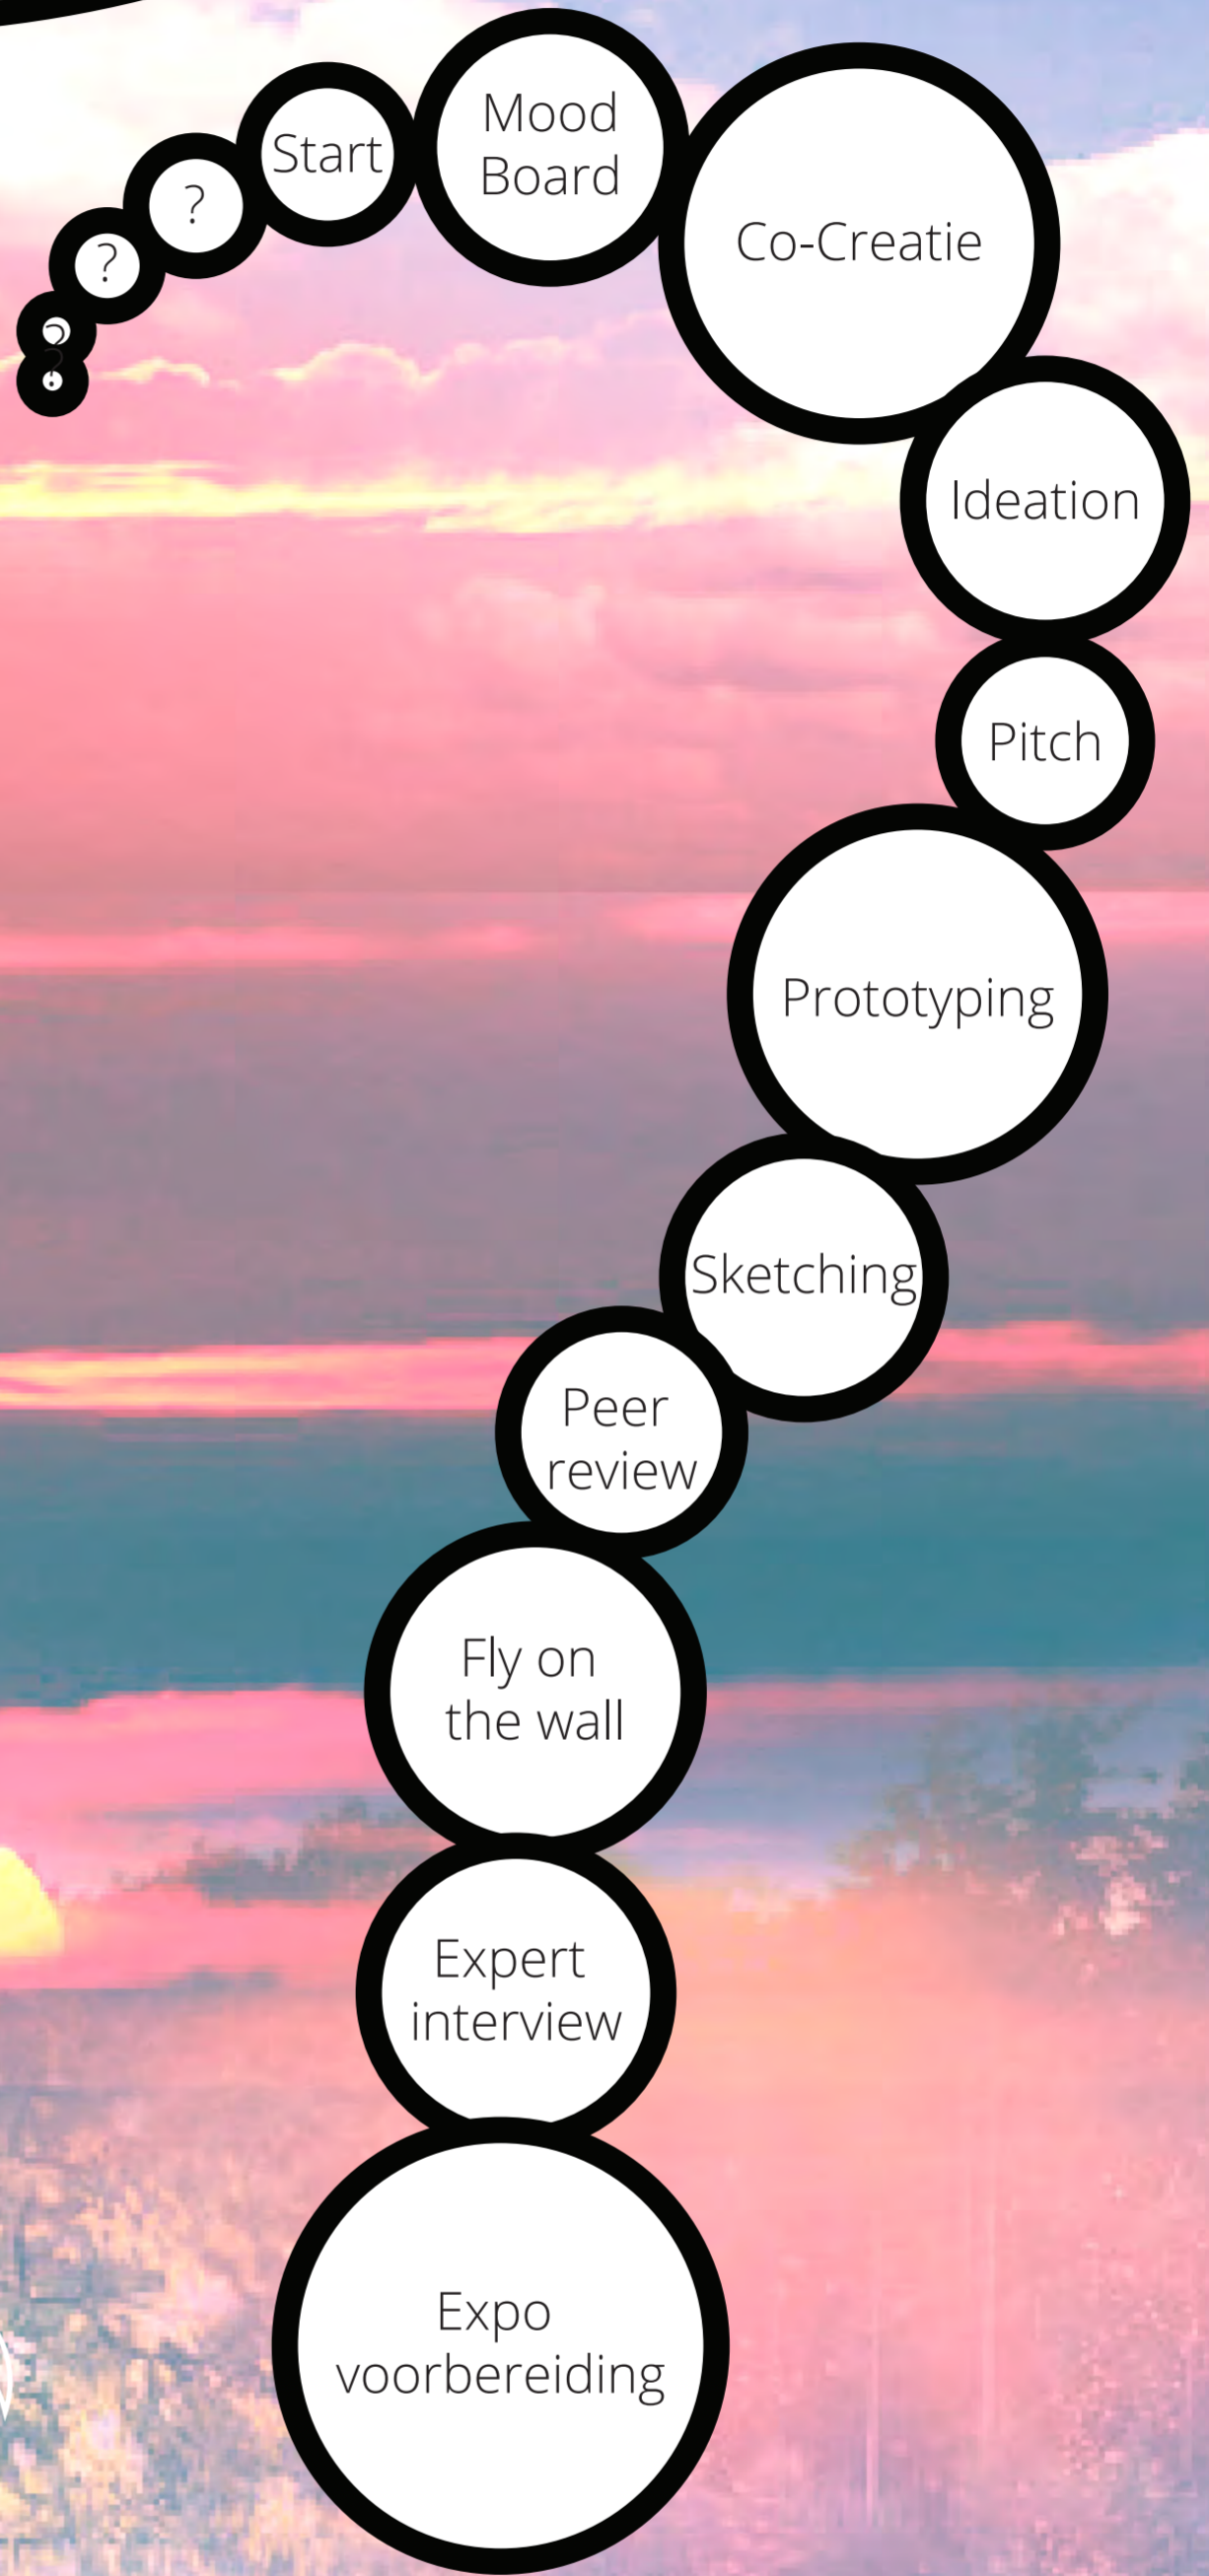 ?
?
?
?
Start
Mood
Board
Co-Creatie
Ideation
Pitch
Prototyping
Sketching
Peer
review
Fly on
the wall
Expert
interview
Expo
voorbereiding